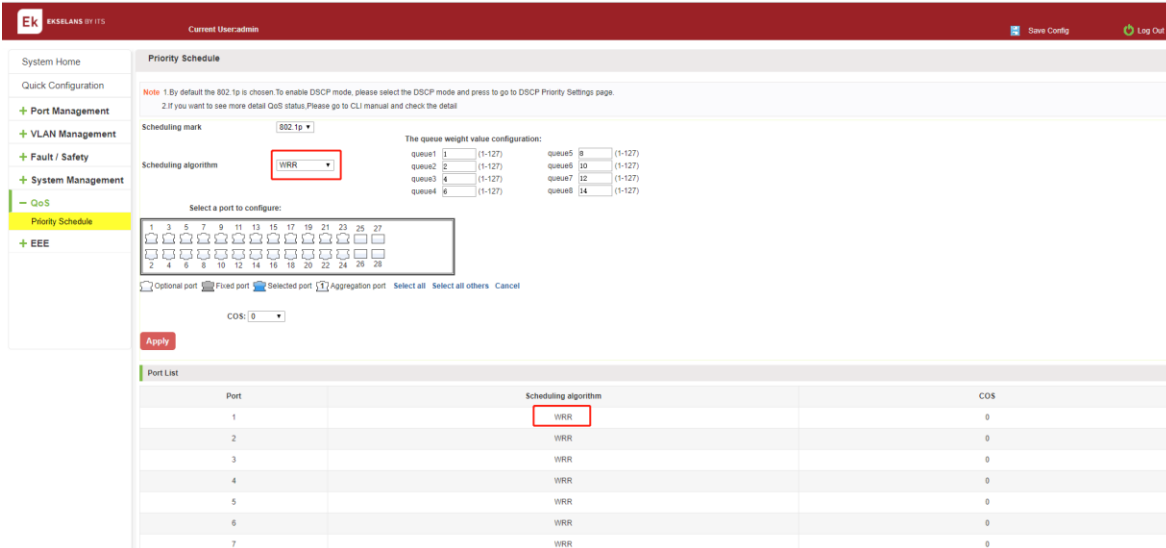 Ek EKSELANS BY ITS
Current User:admin
Save Config
Log Out
System Home
Quick Configuration
+ Port Management
+ VLAN Management
+ Fault / Safety
+ System Management
− QoS
Priority Schedule
+ EEE
Priority Schedule
Note 1.By default the 802.1p is chosen.To enable DSCP mode, please select the DSCP mode and press to go to DSCP Priority Settings page.
2.If you want to see more detail QoS status,Please go to CLI manual and check the detail
Scheduling mark 802.1p
Scheduling algorithm WRR
The queue weight value configuration:
queue1 1 (1-127) queue5 8 (1-127)
queue2 2 (1-127) queue6 10 (1-127)
queue3 4 (1-127) queue7 12 (1-127)
queue4 6 (1-127) queue8 14 (1-127)
Select a port to configure:
1 3 5 7 9 11 13 15 17 19 21 23 25 27
2 4 6 8 10 12 14 16 18 20 22 24 26 28
Optional port Fixed port Selected port 1 Aggregation port Select all Select all others Cancel
COS: 0
Apply
Port List
Port Scheduling algorithm COS
1 WRR 0
2 WRR 0
3 WRR 0
4 WRR 0
5 WRR 0
6 WRR 0
7 WRR 0